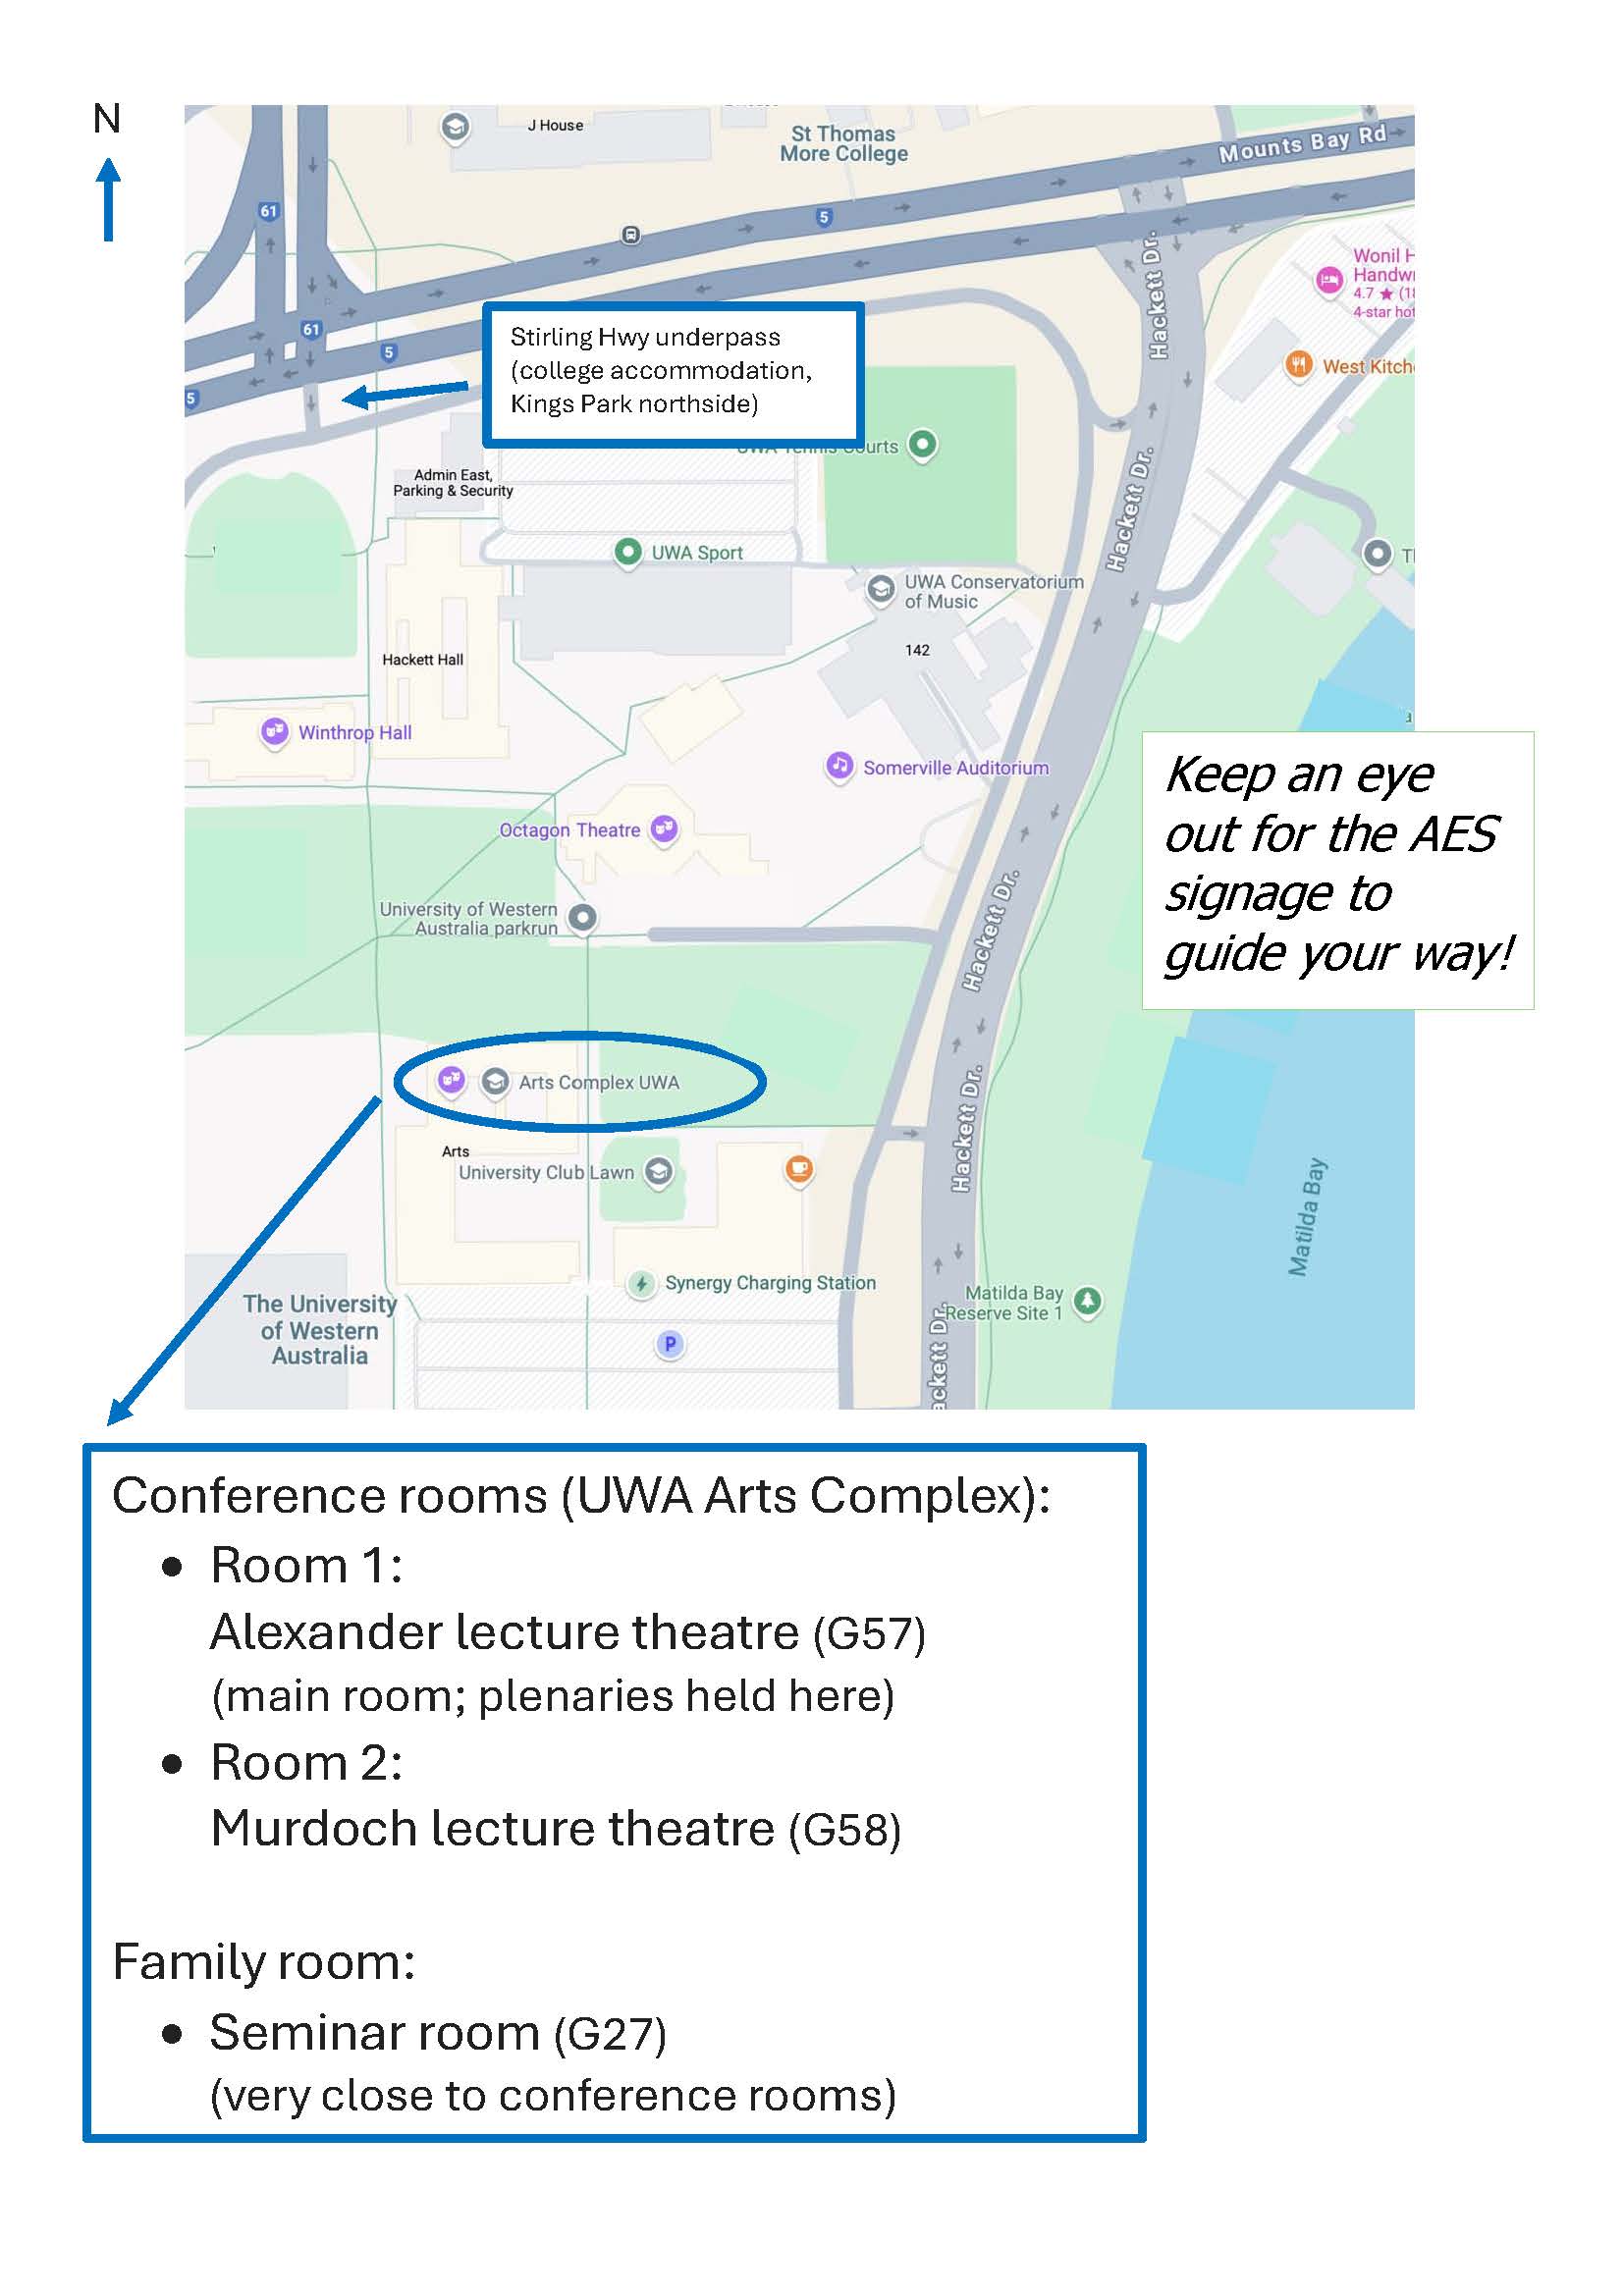 N
J House
St Thomas
More College
Mounts Bay Rd
61
5
Hackett Dr.
Wonil H
Handwr
4.7 ★ (18
4-star hot
61
5
5
Stirling Hwy underpass
(college accommodation,
Kings Park northside)
West Kitche
UWA Tennis Courts
Hackett Dr.
Admin East,
Parking & Security
UWA Sport
UWA Conservatorium
of Music
142
Hackett Hall
Winthrop Hall
Somerville Auditorium
Keep an eye
out for the AES
signage to
guide your way!
Octagon Theatre
Hackett Dr.
University of Western
Australia parkrun
Arts Complex UWA
Hackett Dr.
Arts
University Club Lawn
Matilda Bay
Synergy Charging Station
Matilda Bay
Reserve Site 1
The University
of Western
Australia
P
Hackett Dr.
Conference rooms (UWA Arts Complex):
• Room 1:
Alexander lecture theatre (G57)
(main room; plenaries held here)
• Room 2:
Murdoch lecture theatre (G58)
Family room:
• Seminar room (G27)
(very close to conference rooms)